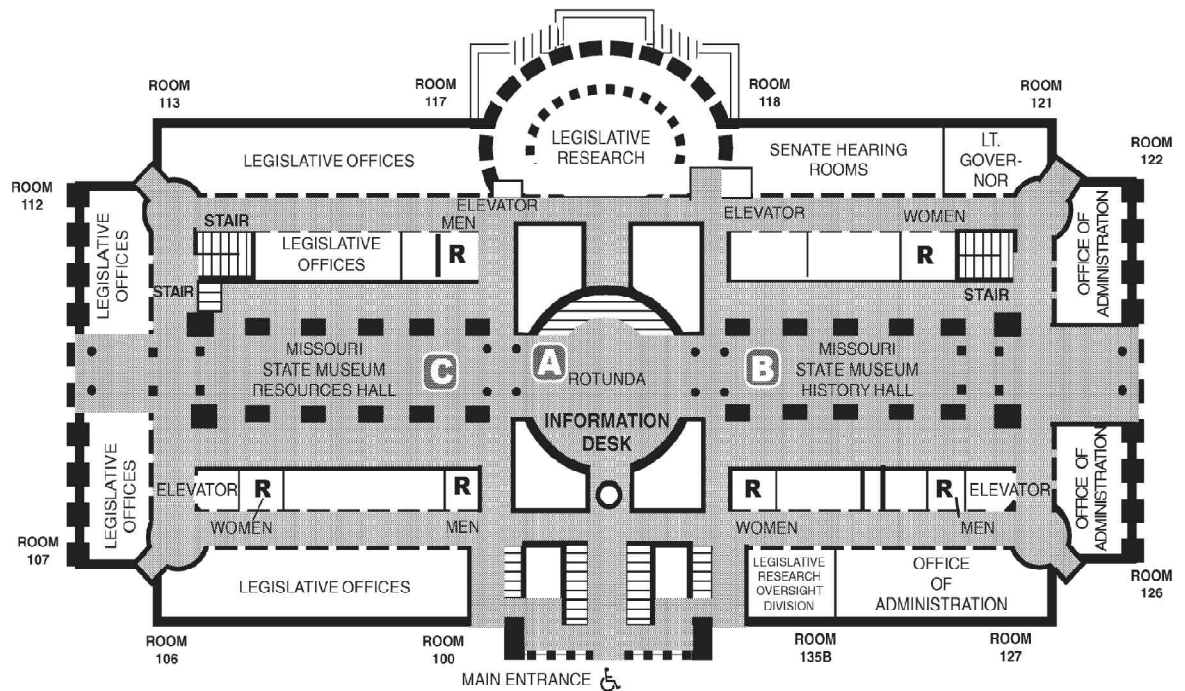 ROOM
113
ROOM
117
ROOM
118
ROOM
121
ROOM
122
ROOM
112
LEGISLATIVE OFFICES
LEGISLATIVE
RESEARCH
SENATE HEARING
ROOMS
LT.
GOVER-
NOR
LEGISLATIVE
OFFICES
STAIR
LEGISLATIVE
OFFICES
MEN
R
ELEVATOR
ELEVATOR
WOMEN
R
OFFICE OF
ADMINISTRATION
STAIR
STAIR
MISSOURI
STATE MUSEUM
RESOURCES HALL
C
A
ROTUNDA
B
MISSOURI
STATE MUSEUM
HISTORY HALL
INFORMATION
DESK
LEGISLATIVE
OFFICES
ELEVATOR
R
WOMEN
R
MEN
R
WOMEN
R
MEN
ELEVATOR
OFFICE OF
ADMINISTRATION
ROOM
107
LEGISLATIVE OFFICES
LEGISLATIVE
RESEARCH
OVERSIGHT
DIVISION
OFFICE
OF
ADMINISTRATION
ROOM
126
ROOM
106
ROOM
100
ROOM
135B
ROOM
127
MAIN ENTRANCE